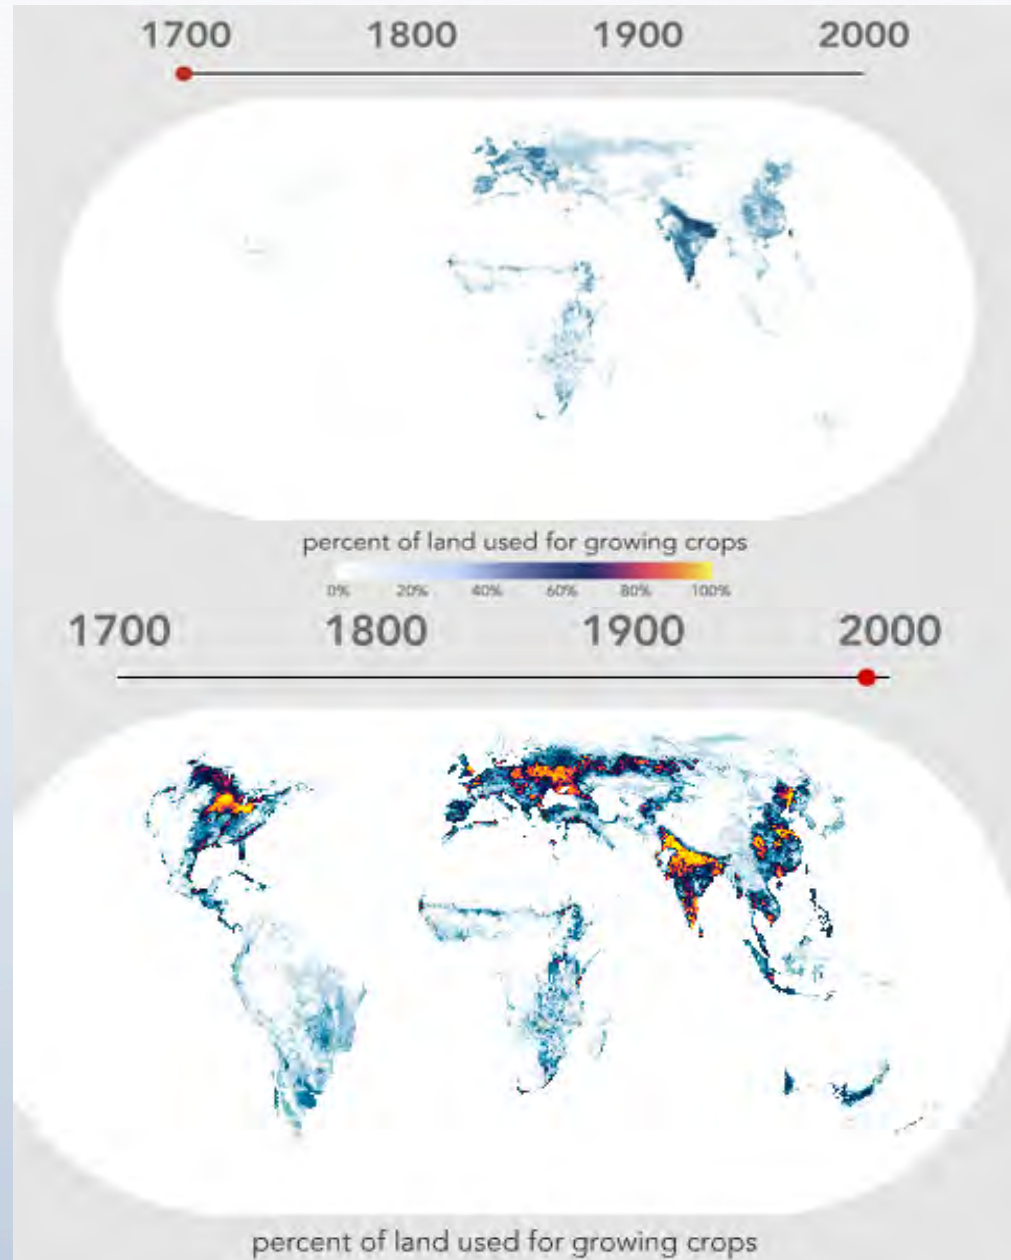 1700 1800 1900 2000
percent of land used for growing crops
0% 20% 40% 60% 80% 100%
1700 1800 1900 2000
percent of land used for growing crops